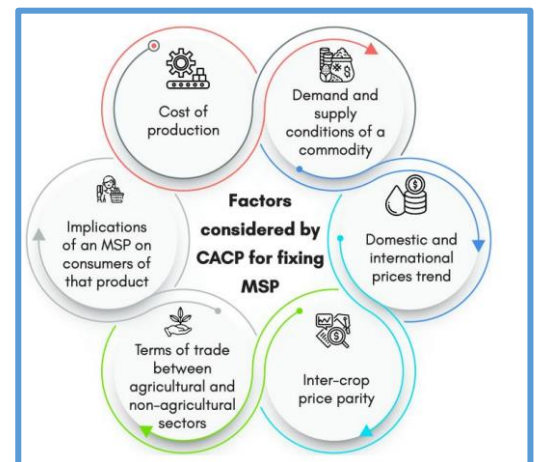 Cost of
production
Demand and
supply
conditions of a
commodity
Factors
considered by
CACP for fixing
MSP
Domestic and
international
prices trend
Inter-crop
price parity
Terms of trade
between
agricultural and
non-agricultural
sectors
Implications
of an MSP on
consumers of
that product